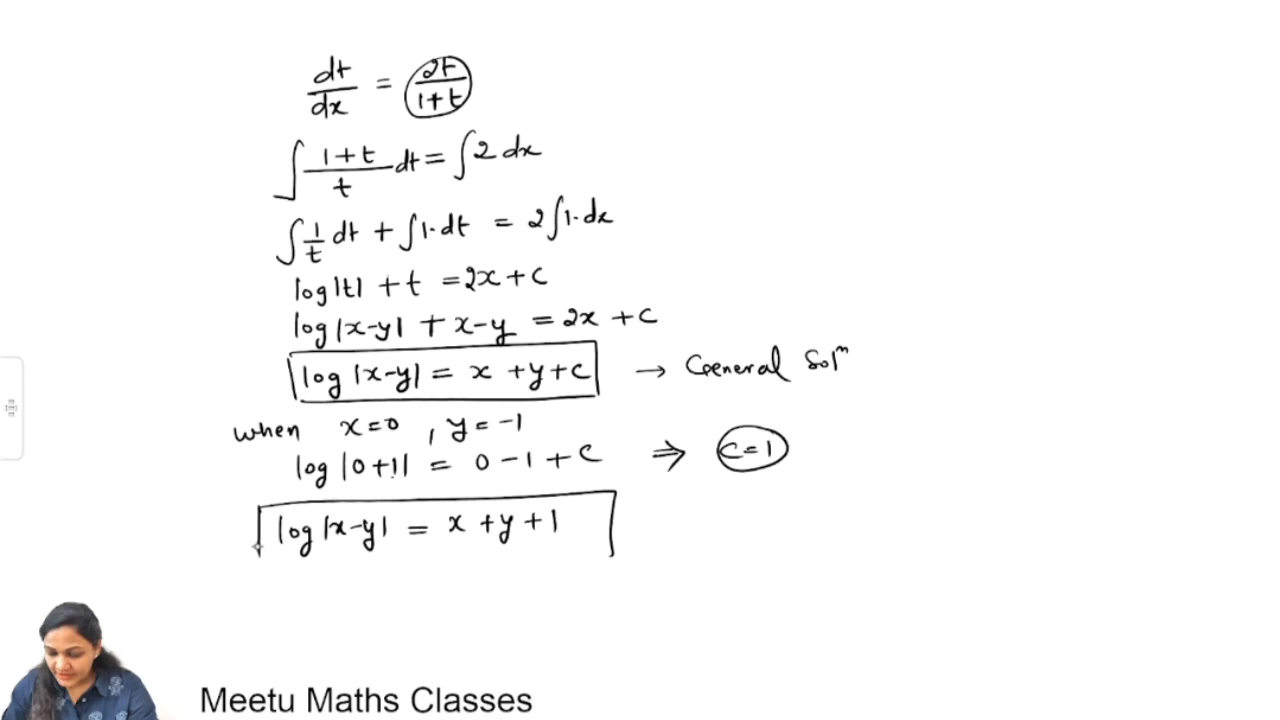 dt/dx = 2t/1+t
∫ 1+t/t dt = ∫2 dx
∫ 1/t dt + ∫1·dt = 2∫1·dx
log|t| + t = 2x + c
log|x-y| + x-y = 2x + c
log |x-y| = x + y + c → General Soln
when x=0, y=-1
log |0+1| = 0 - 1 + c ⇒ c=1
log|x-y| = x + y + 1
Meetu Maths Classes